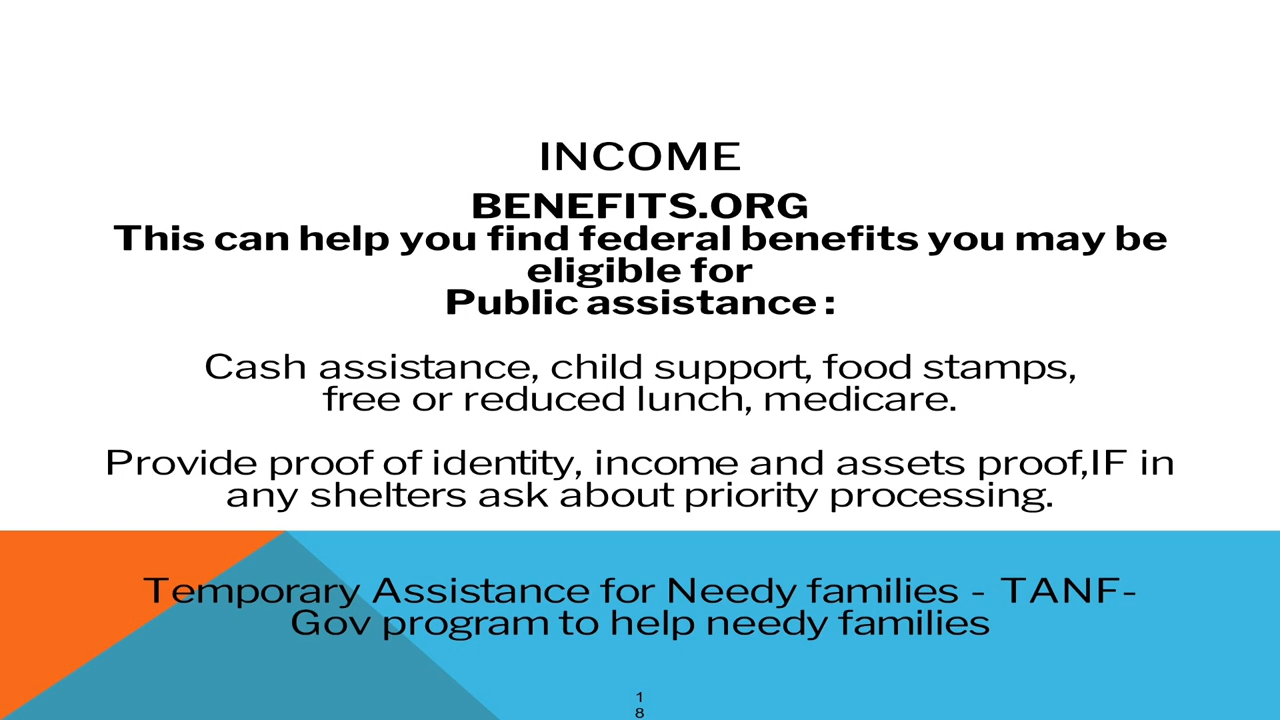 INCOME
BENEFITS.ORG
This can help you find federal benefits you may be
eligible for
Public assistance :
Cash assistance, child support, food stamps,
free or reduced lunch, medicare.
Provide proof of identity, income and assets proof,IF in
any shelters ask about priority processing.
Temporary Assistance for Needy families - TANF-
Gov program to help needy families
1
8